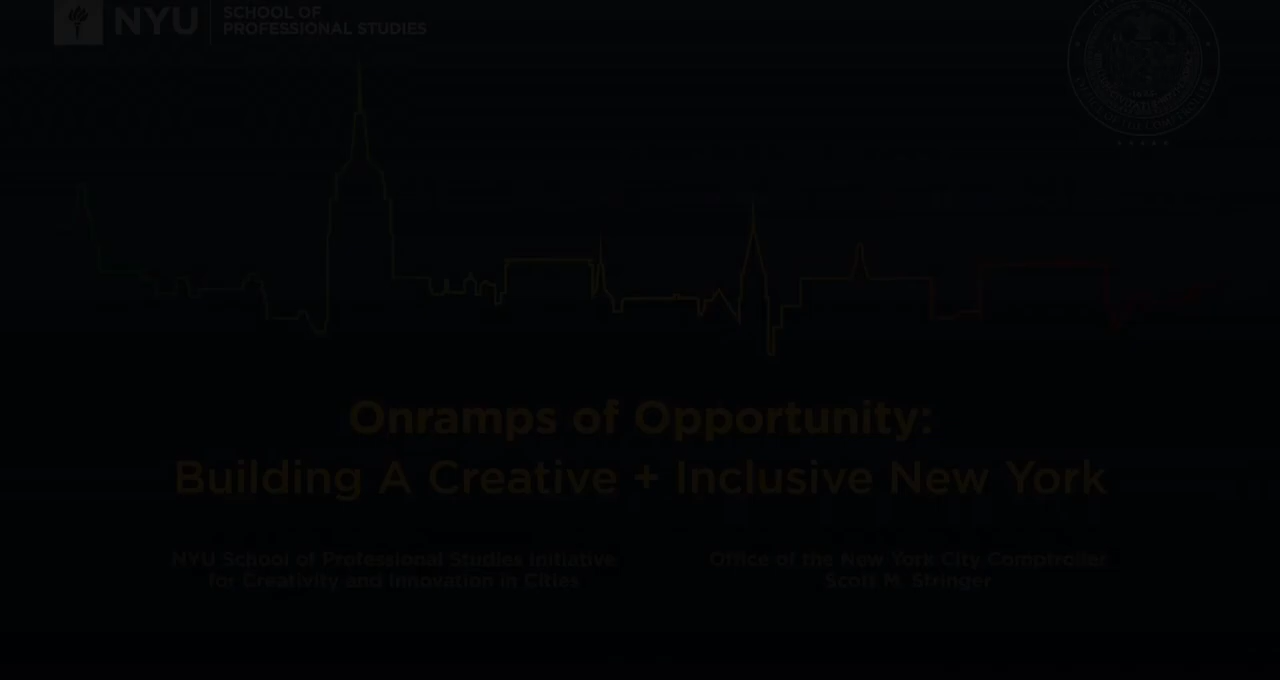 NYU
SCHOOL OF
PROFESSIONAL STUDIES
Onramps of Opportunity:
Building A Creative + Inclusive New York
NYU School of Professional Studies Initiative
for Creativity and Innovation in Cities
Office of the New York City Comptroller
Scott M. Stringer